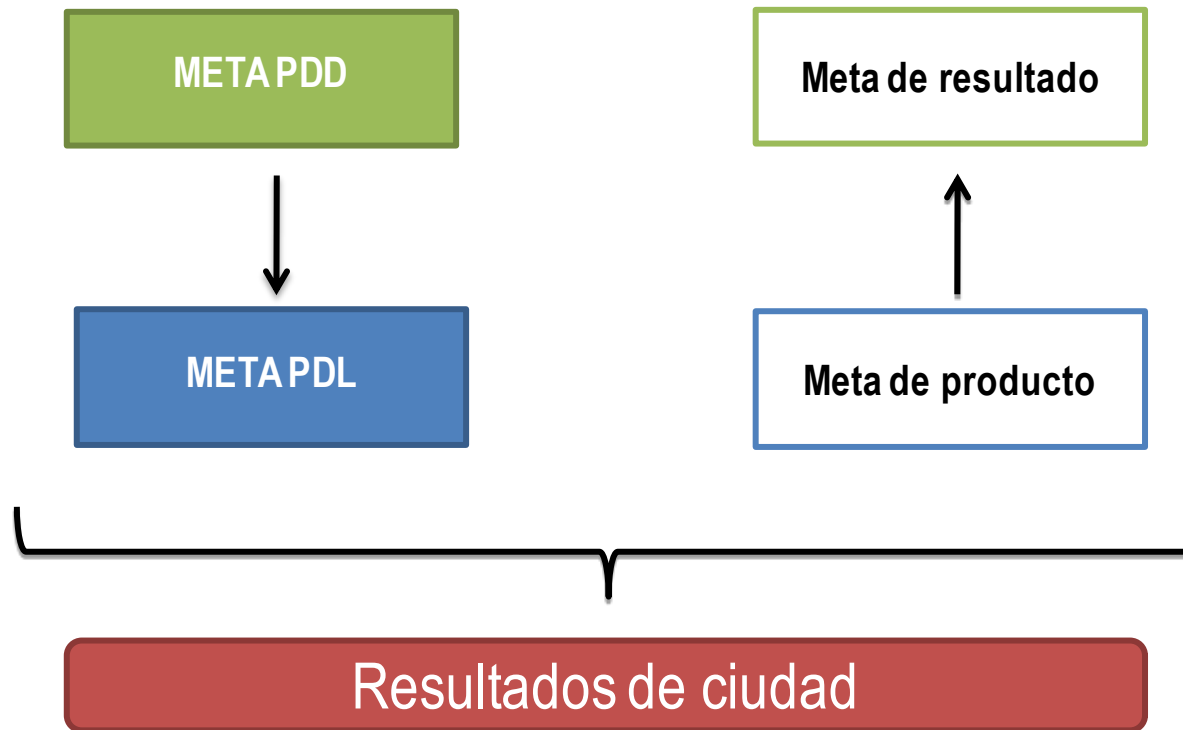 META PDD
Meta de resultado
META PDL
Meta de producto
Resultados de ciudad